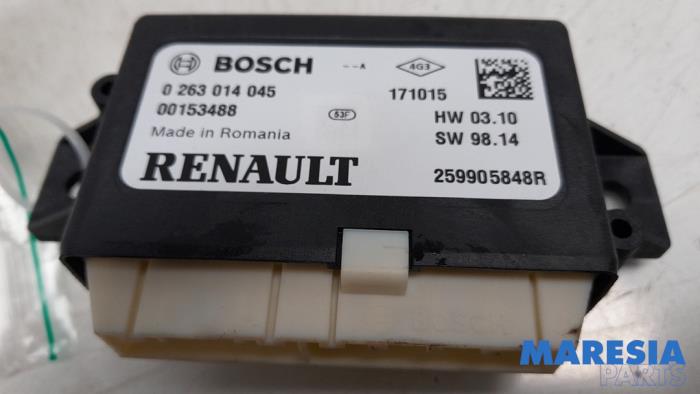 BOSCH --A 4G3
0 263 014 045 171015
00153488 53F HW 03.10
Made in Romania SW 98.14
RENAULT 259905848R
BOSCH
MARESIA
PARTS